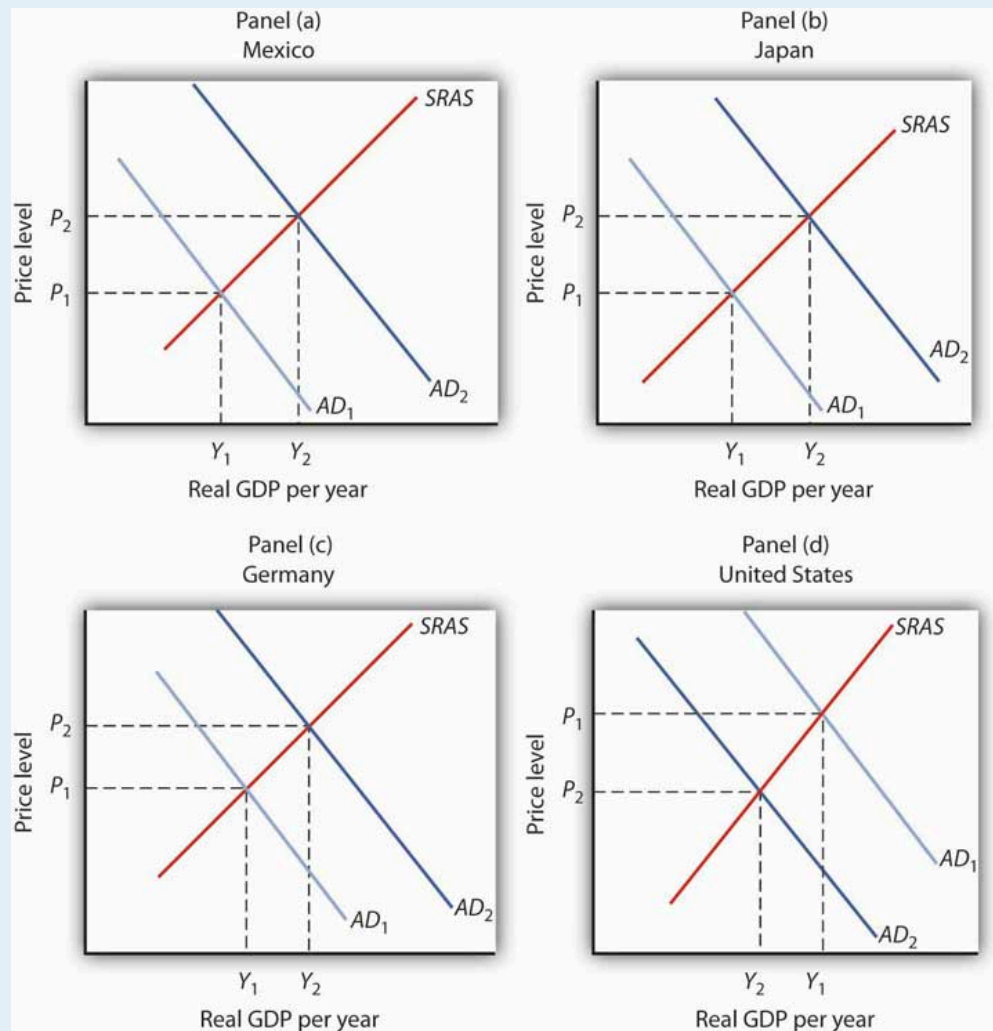 Panel (a)
Mexico
SRAS
P₂
P₁
Price level
AD₂
AD₁
Y₁ Y₂
Real GDP per year
Panel (b)
Japan
SRAS
P₂
P₁
Price level
AD₂
AD₁
Y₁ Y₂
Real GDP per year
Panel (c)
Germany
SRAS
P₂
P₁
Price level
AD₂
AD₁
Y₁ Y₂
Real GDP per year
Panel (d)
United States
SRAS
P₁
P₂
Price level
AD₁
AD₂
Y₂ Y₁
Real GDP per year